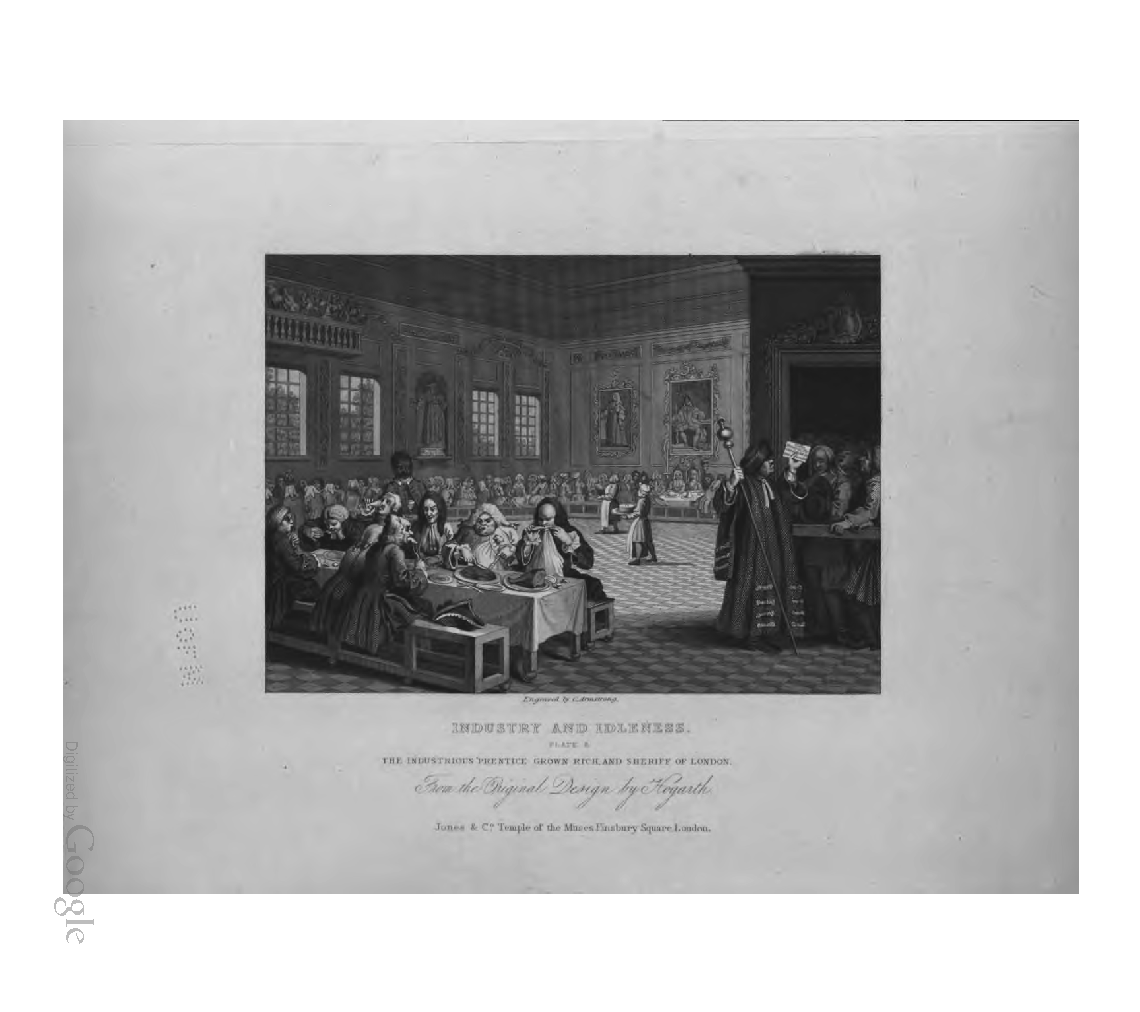 Engraved by C. Armstrong.
INDUSTRY AND IDLENESS.
PLATE 8.
THE INDUSTRIOUS 'PRENTICE GROWN RICH, AND SHERIFF OF LONDON.
From the Original Design by Hogarth.
Jones & Co. Temple of the Muses, Finsbury Square, London.
Digitized by Google